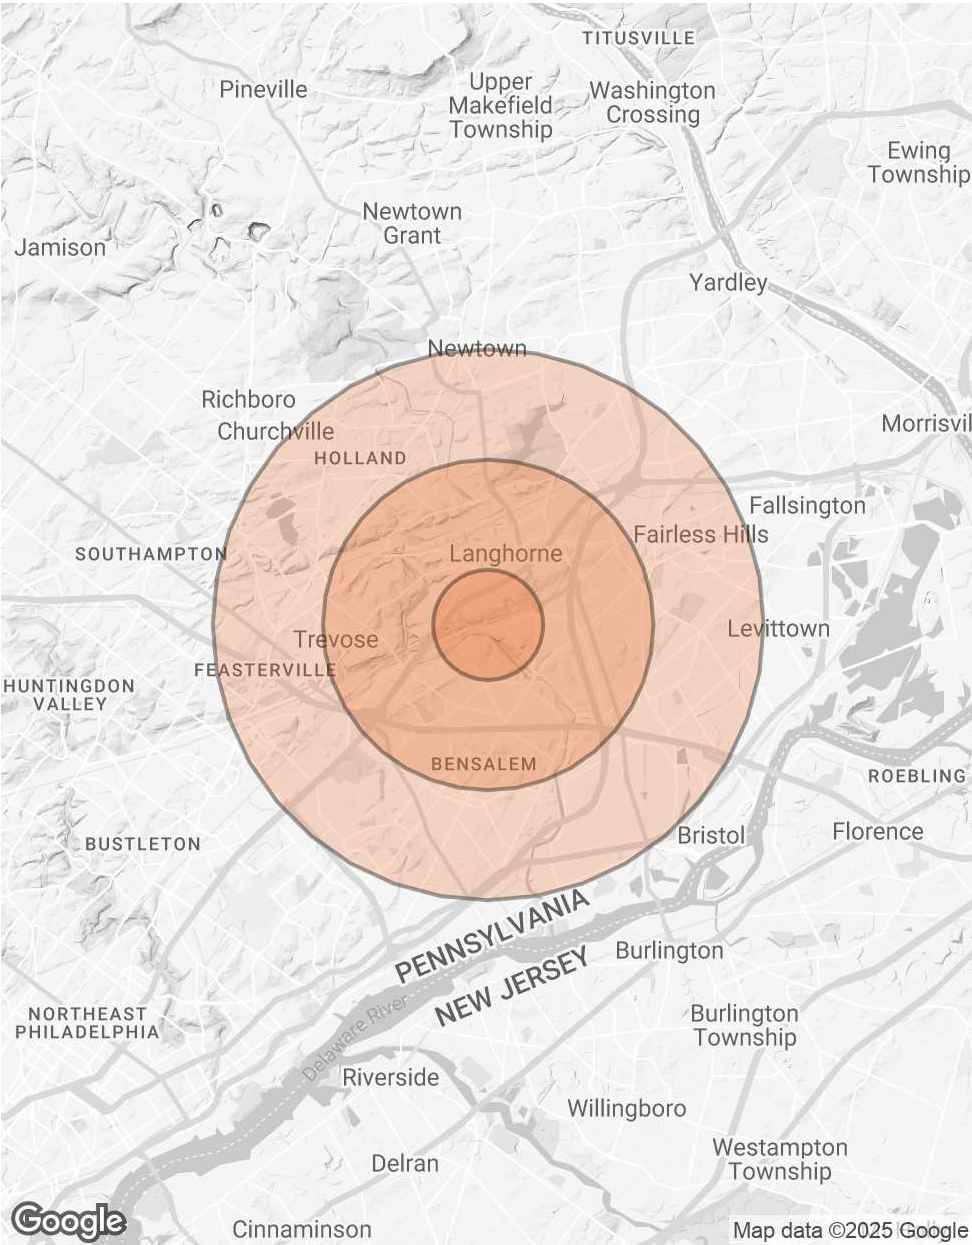 TITUSVILLE
Pineville
Upper
Makefield
Township
Washington
Crossing
Ewing
Township
Newtown
Grant
Jamison
Yardley
Newtown
Richboro
Churchville
Morrisvil
HOLLAND
Fallsington
Fairless Hills
SOUTHAMPTON
Langhorne
Levittown
Trevose
FEASTERVILLE
HUNTINGDON
VALLEY
BENSALEM
ROEBLING
Bristol
Florence
BUSTLETON
PENNSYLVANIA
NEW JERSEY
Burlington
NORTHEAST
PHILADELPHIA
Burlington
Township
Delaware River
Riverside
Willingboro
Westampton
Township
Delran
Cinnaminson
Google
Map data ©2025 Google